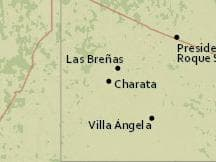 Preside
Roque S
Las Breñas
Charata
Villa Ángela